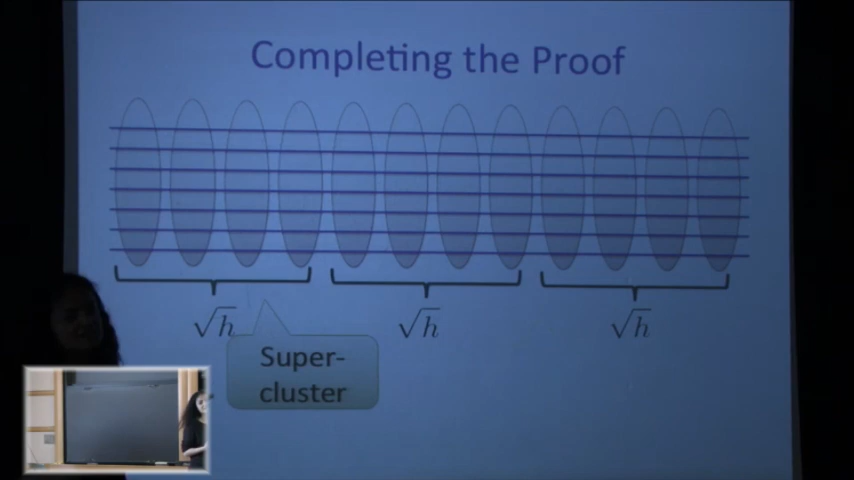 Completing the Proof
√h √h √h
Super-
cluster